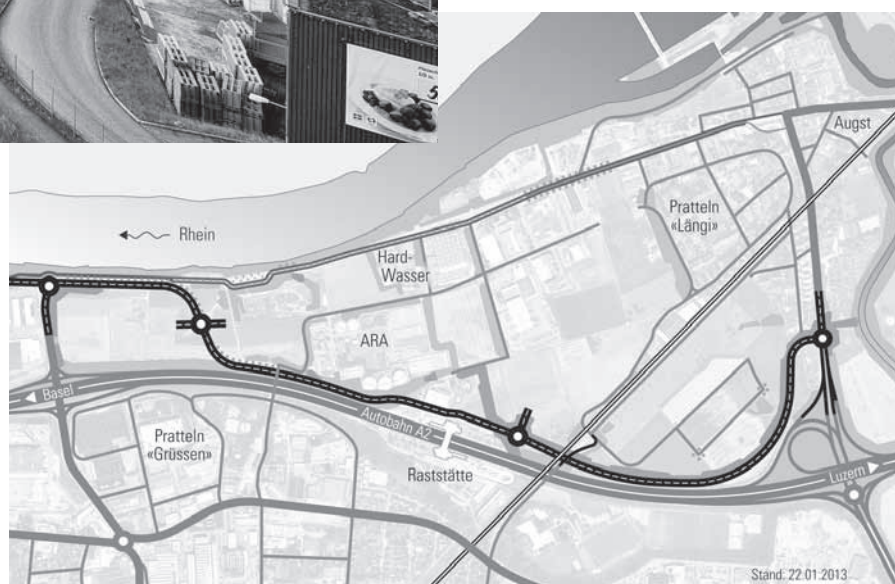 Augst
Pratteln
«Längi»
Rhein
Hard-
Wasser
ARA
Basel
Autobahn A2
Pratteln
«Grüssen»
Raststätte
Luzern
Stand: 22.01.2013